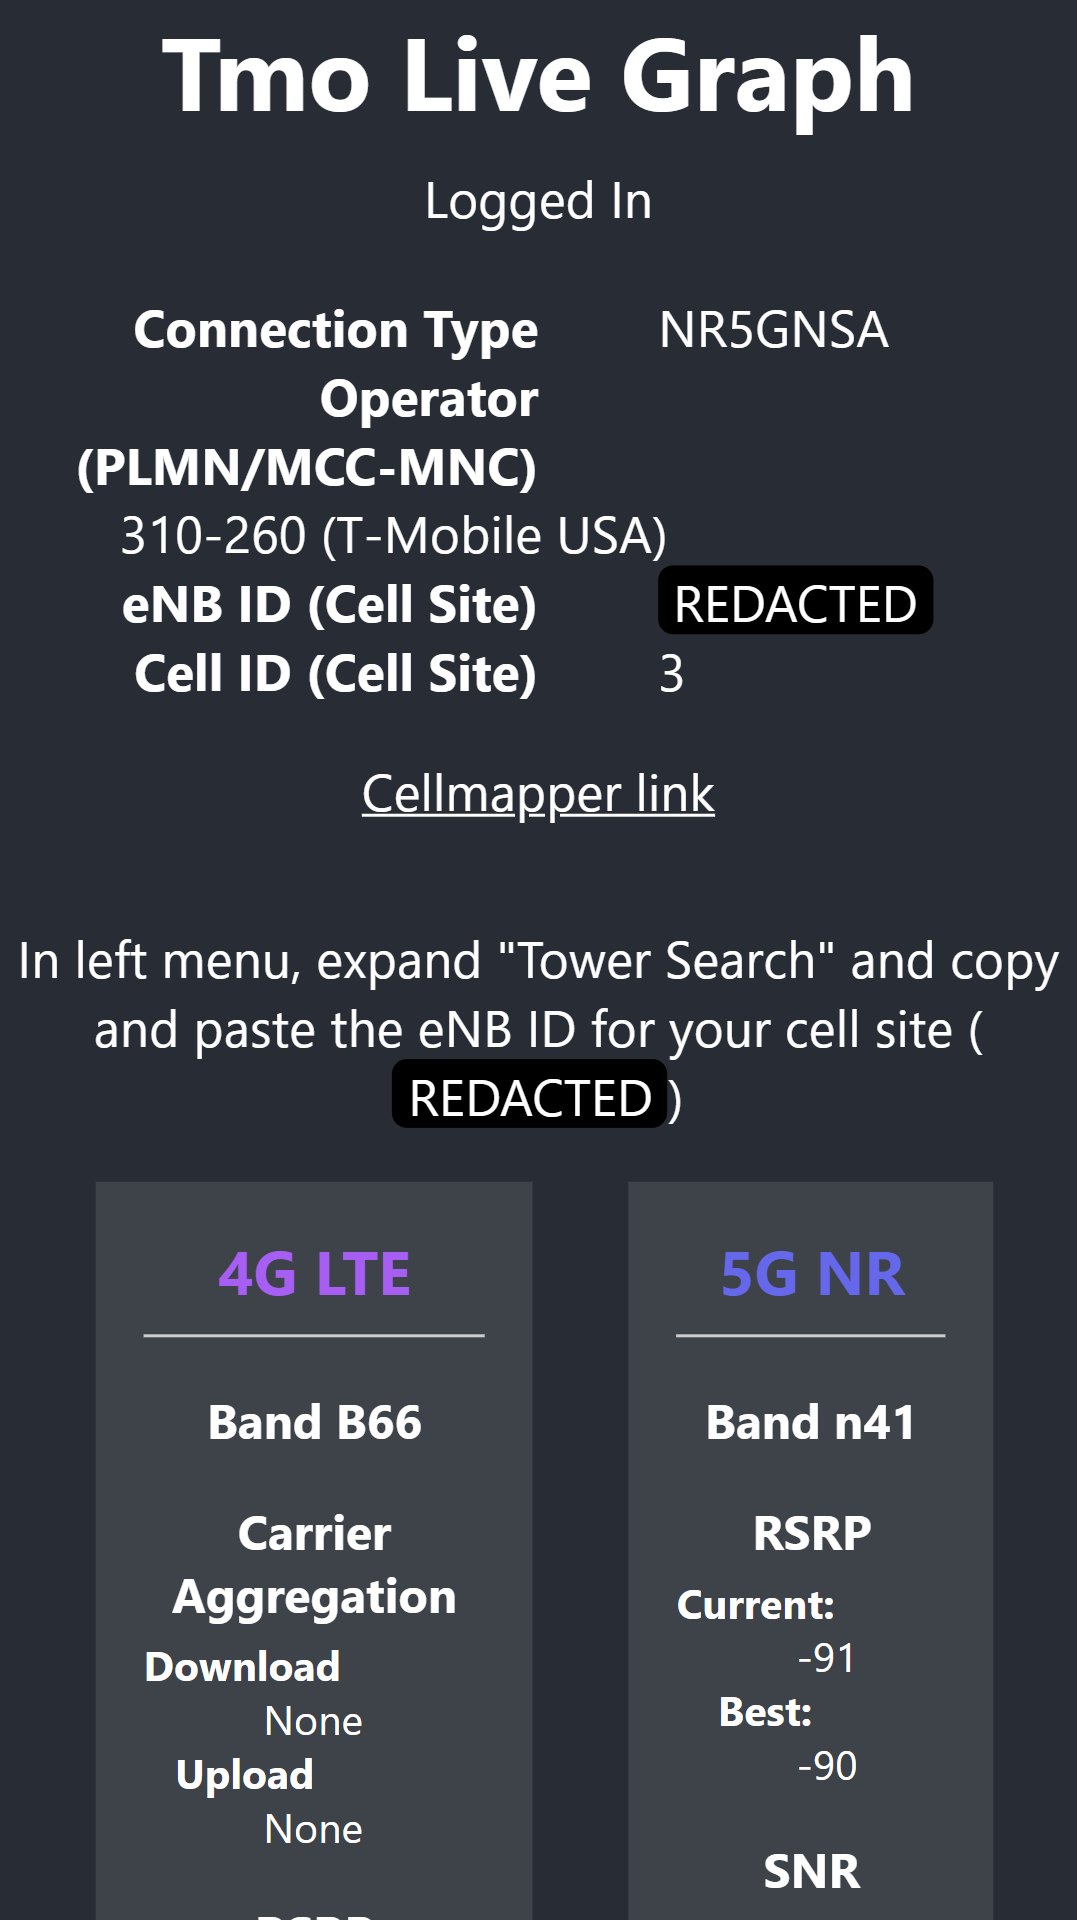 Tmo Live Graph
Logged In
Connection Type NR5GNSA
Operator
(PLMN/MCC-MNC)
310-260 (T-Mobile USA)
eNB ID (Cell Site) REDACTED
Cell ID (Cell Site) 3
Cellmapper link
In left menu, expand "Tower Search" and copy
and paste the eNB ID for your cell site (
REDACTED)
4G LTE
Band B66
Carrier
Aggregation
Download
None
Upload
None
5G NR
Band n41
RSRP
Current:
-91
Best:
-90
SNR